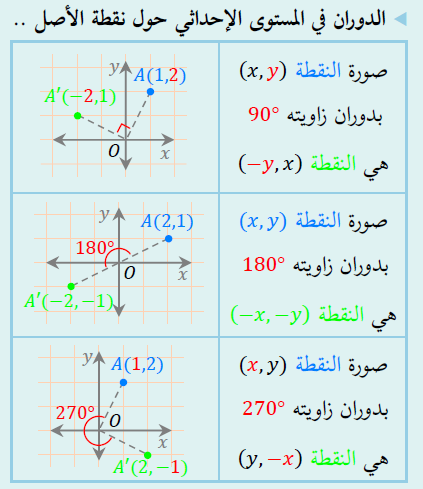 الدوران في المستوى الإحداثي حول نقطة الأصل ..
صورة النقطة (x, y)
بدوران زاويته 90°
هي النقطة (−y, x)
y
A(1,2)
A′(−2,1)
O
x
صورة النقطة (x, y)
بدوران زاويته 180°
هي النقطة (−x, −y)
y
A(2,1)
180°
O
x
A′(−2,−1)
صورة النقطة (x, y)
بدوران زاويته 270°
هي النقطة (y, −x)
y
A(1,2)
270°
O
x
A′(2,−1)